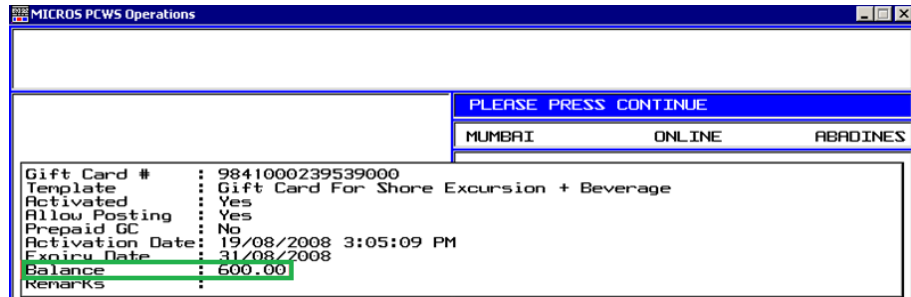 MICROS PCWS Operations
PLEASE PRESS CONTINUE
MUMBAI ONLINE ABADINES
Gift Card # : 9841000239539000
Template : Gift Card For Shore Excursion + Beverage
Activated : Yes
Allow Posting : Yes
Prepaid GC : No
Activation Date: 19/08/2008 3:05:09 PM
Expiry Date : 31/08/2008
Balance : 600.00
Remarks :